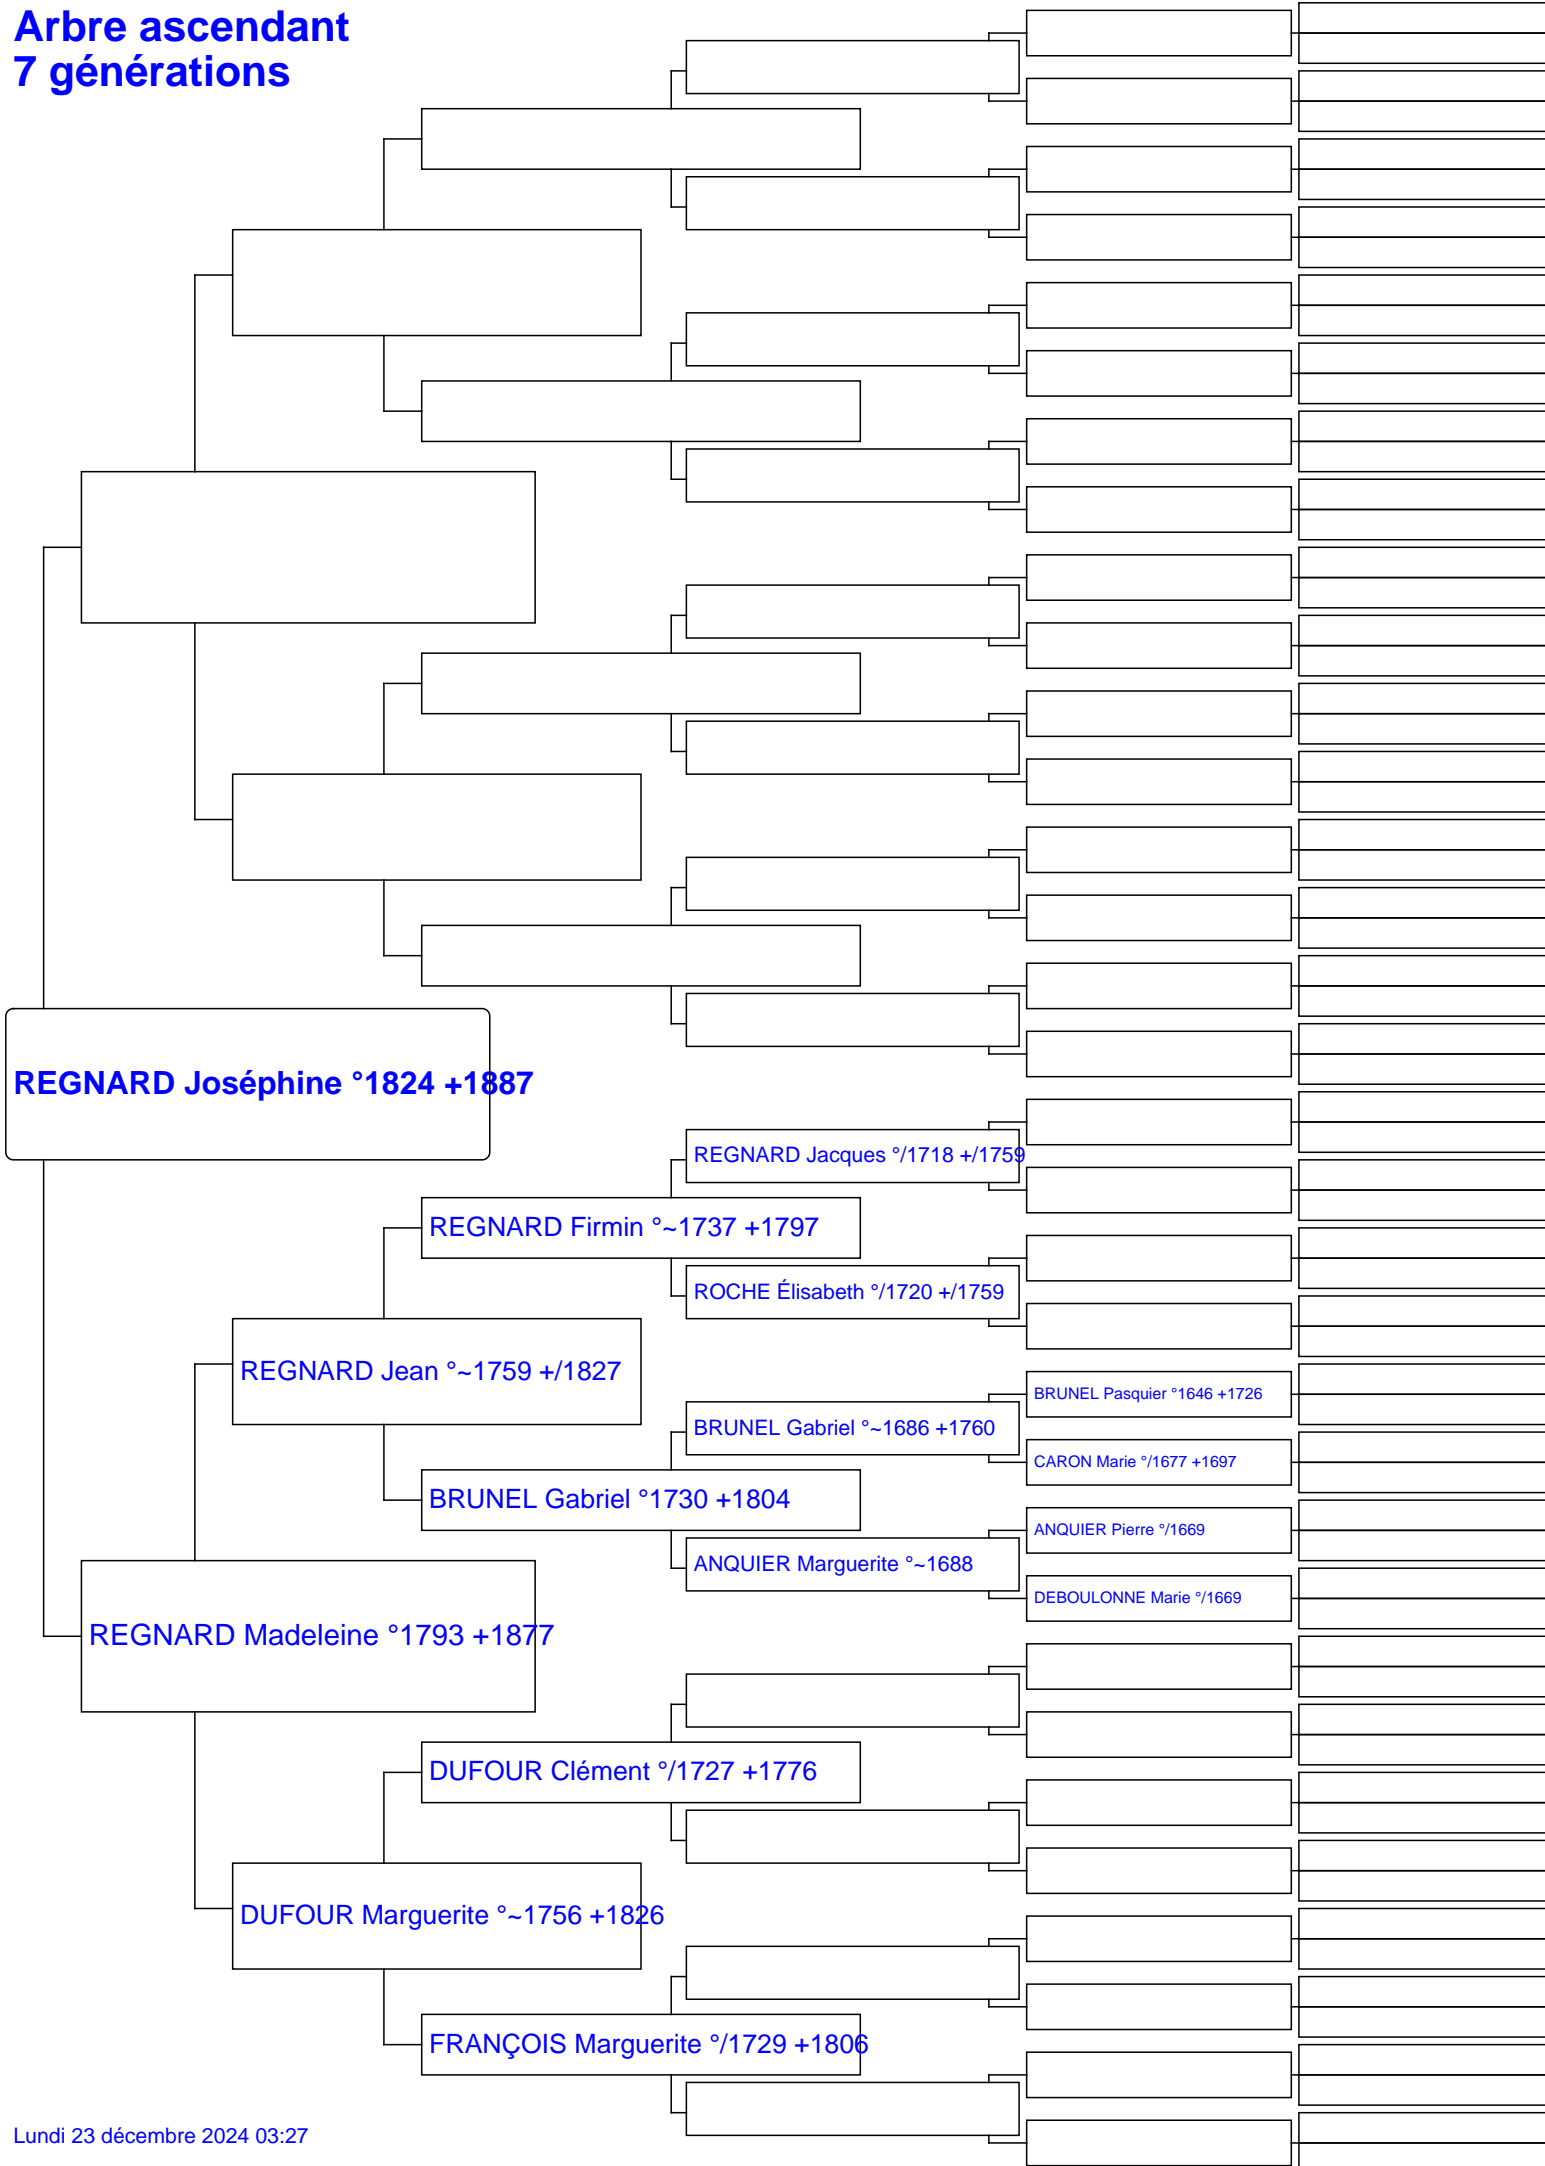 Arbre ascendant
7 générations
REGNARD Joséphine °1824 +1887
REGNARD Jacques °/1718 +/1759
REGNARD Firmin °~1737 +1797
ROCHE Élisabeth °/1720 +/1759
REGNARD Jean °~1759 +/1827
BRUNEL Pasquier °1646 +1726
BRUNEL Gabriel °~1686 +1760
CARON Marie °/1677 +1697
BRUNEL Gabriel °1730 +1804
ANQUIER Pierre °/1669
ANQUIER Marguerite °~1688
DEBOULONNE Marie °/1669
REGNARD Madeleine °1793 +1877
DUFOUR Clément °/1727 +1776
DUFOUR Marguerite °~1756 +1826
FRANÇOIS Marguerite °/1729 +1806
Lundi 23 décembre 2024 03:27